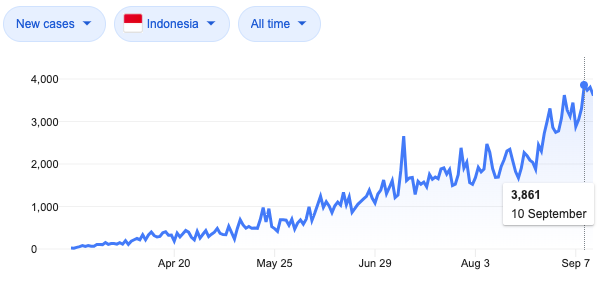 New cases Indonesia All time
4,000
3,000
2,000
1,000
0
3,861
10 September
Apr 20 May 25 Jun 29 Aug 3 Sep 7